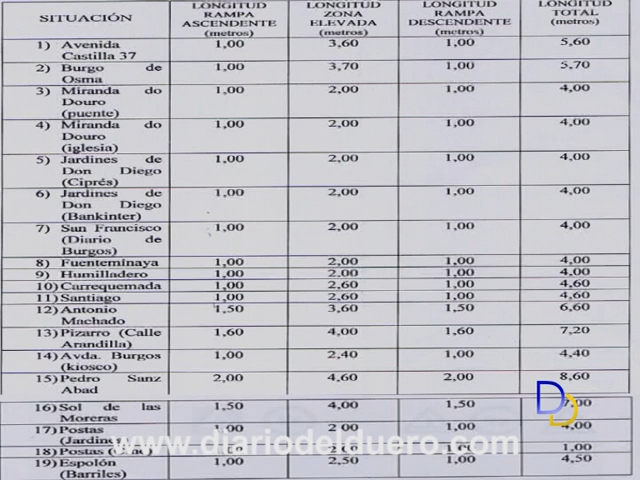 SITUACIÓN LONGITUD RAMPA ASCENDENTE (metros) LONGITUD ZONA ELEVADA (metros) LONGITUD RAMPA DESCENDENTE (metros) LONGITUD TOTAL (metros)
1) Avenida 1,00 3,60 1,00 5,60
Castilla 37
2) Burgo de 1,00 3,70 1,00 5,70
Osma
3) Miranda do 1,00 2,00 1,00 4,00
Douro
(puente)
4) Miranda do 1,00 2,00 1,00 4,00
Douro
(iglesia)
5) Jardines de 1,00 2,00 1,00 4,00
Don Diego
(Ciprés)
6) Jardines de 1,00 2,00 1,00 4,00
Don Diego
(Bankinter)
7) San Francisco 1,00 2,00 1,00 4,00
(Diario de
Burgos)
8) Fuenteminaya 1,00 2,00 1,00 4,00
9) Humilladero 1,00 2,00 1,00 4,00
10) Carrequemada 1,00 2,60 1,00 4,60
11) Santiago 1,00 2,60 1,00 4,60
12) Antonio 1,50 3,60 1,50 6,60
Machado
13) Pizarro (Calle 1,60 4,00 1,60 7,20
Arandilla)
14) Avda. Burgos 1,00 2,40 1,00 4,40
(kiosco)
15) Pedro Sanz 2,00 4,60 2,00 8,60
Abad
16) Sol de las 1,50 4,00 1,50 7,00
Moreras
17) Postas 1,00 2,00 1,00 4,00
18) Postas 1,00
19) Espolón 1,00 2,50 1,00 4,50
(Barriles)
www.diariodelduero.com